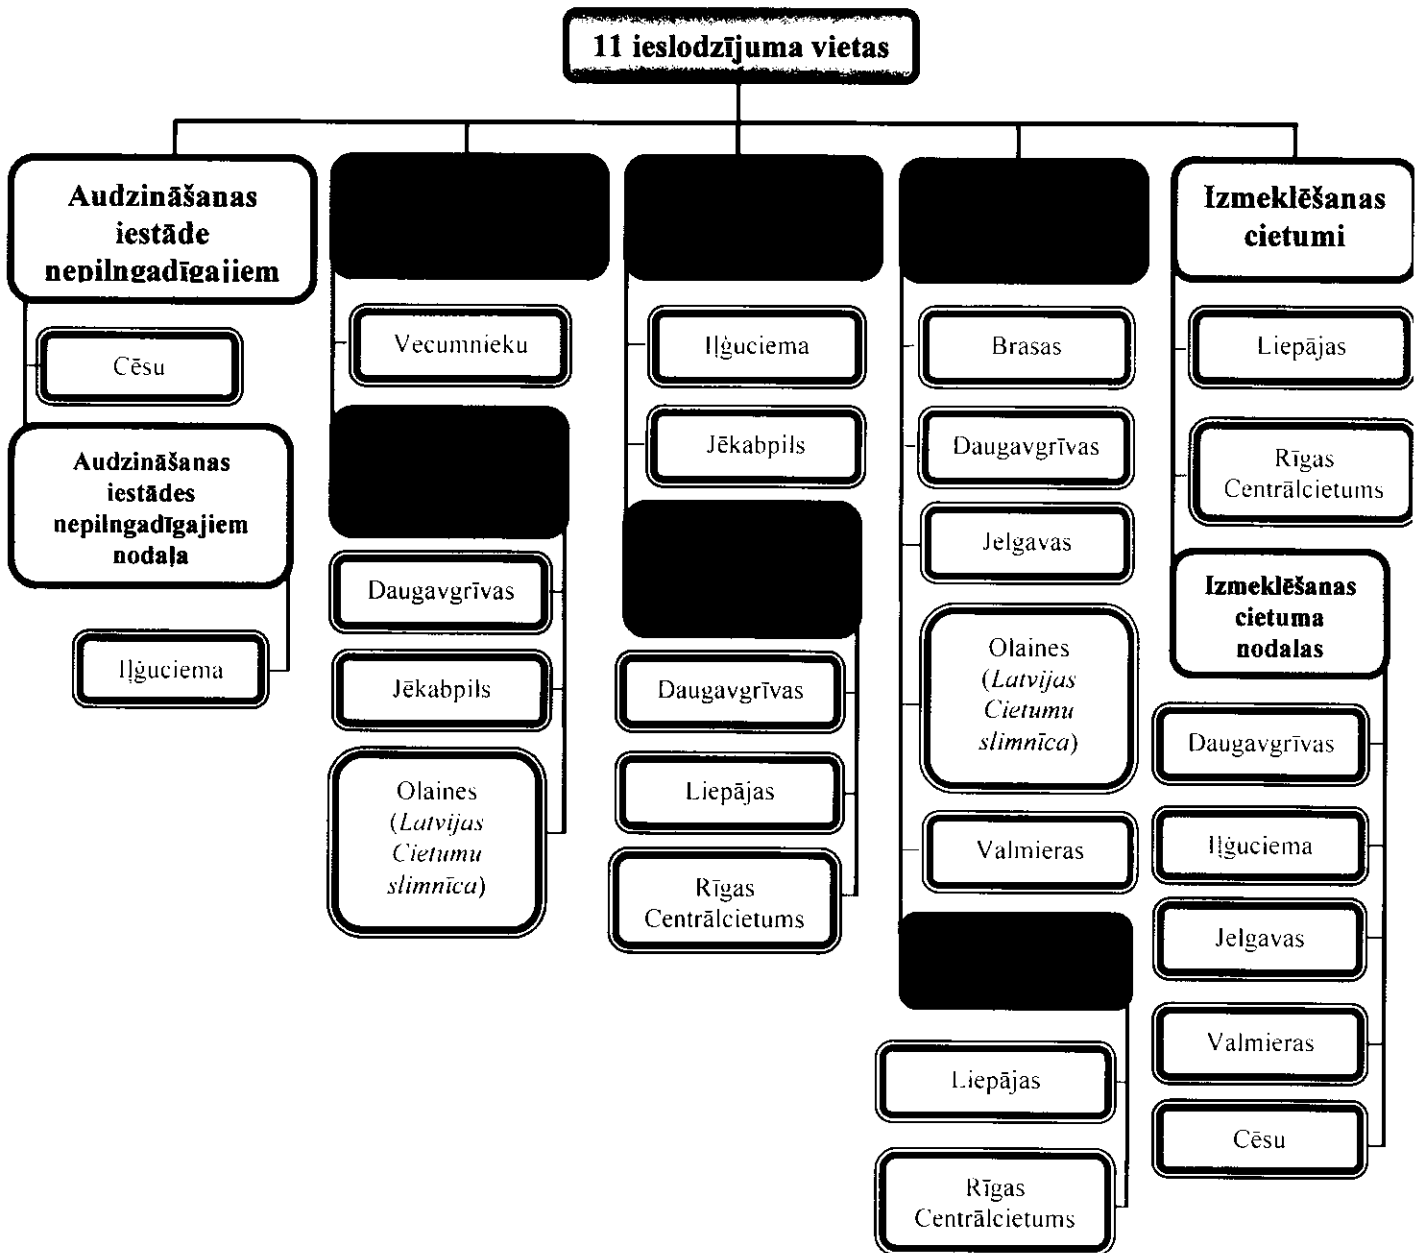 11 ieslodzījuma vietas
Audzināšanas
iestāde
nepilngadīgajiem
Cēsu
Audzināšanas
iestādes
nepilngadīgajiem
nodaļa
Iļģuciema
Vecumnieku
Daugavgrīvas
Jēkabpils
Olaines
(Latvijas
Cietumu
slimnīca)
Iļģuciema
Jēkabpils
Daugavgrīvas
Liepājas
Rīgas
Centrālcietums
Brasas
Daugavgrīvas
Jelgavas
Olaines
(Latvijas
Cietumu
slimnīca)
Valmieras
Liepājas
Rīgas
Centrālcietums
Izmeklēšanas
cietumi
Liepājas
Rīgas
Centrālcietums
Izmeklēšanas
cietuma
nodaļas
Daugavgrīvas
Iļģuciema
Jelgavas
Valmieras
Cēsu